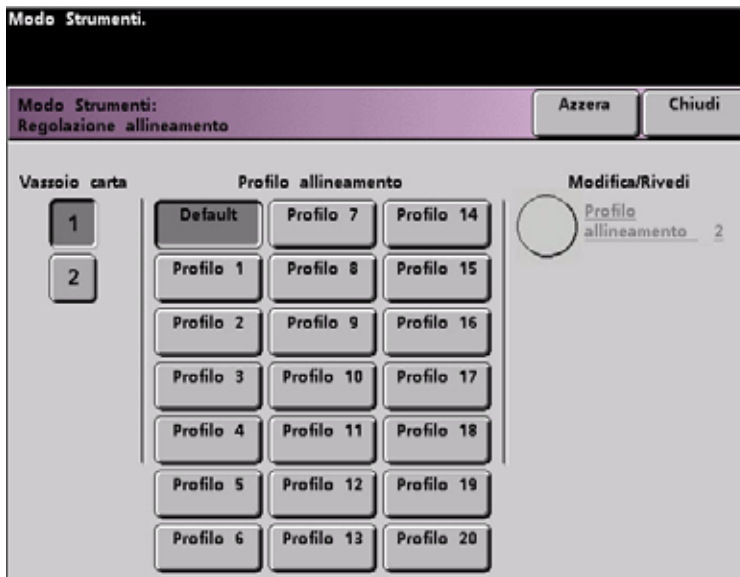 Modo Strumenti.
Modo Strumenti:
Regolazione allineamento
Azzera
Chiudi
Vassoio carta
1
2
Profilo allineamento
Default
Profilo 7
Profilo 14
Profilo 1
Profilo 8
Profilo 15
Profilo 2
Profilo 9
Profilo 16
Profilo 3
Profilo 10
Profilo 17
Profilo 4
Profilo 11
Profilo 18
Profilo 5
Profilo 12
Profilo 19
Profilo 6
Profilo 13
Profilo 20
Modifica/Rivedi
Profilo
allineamento 2